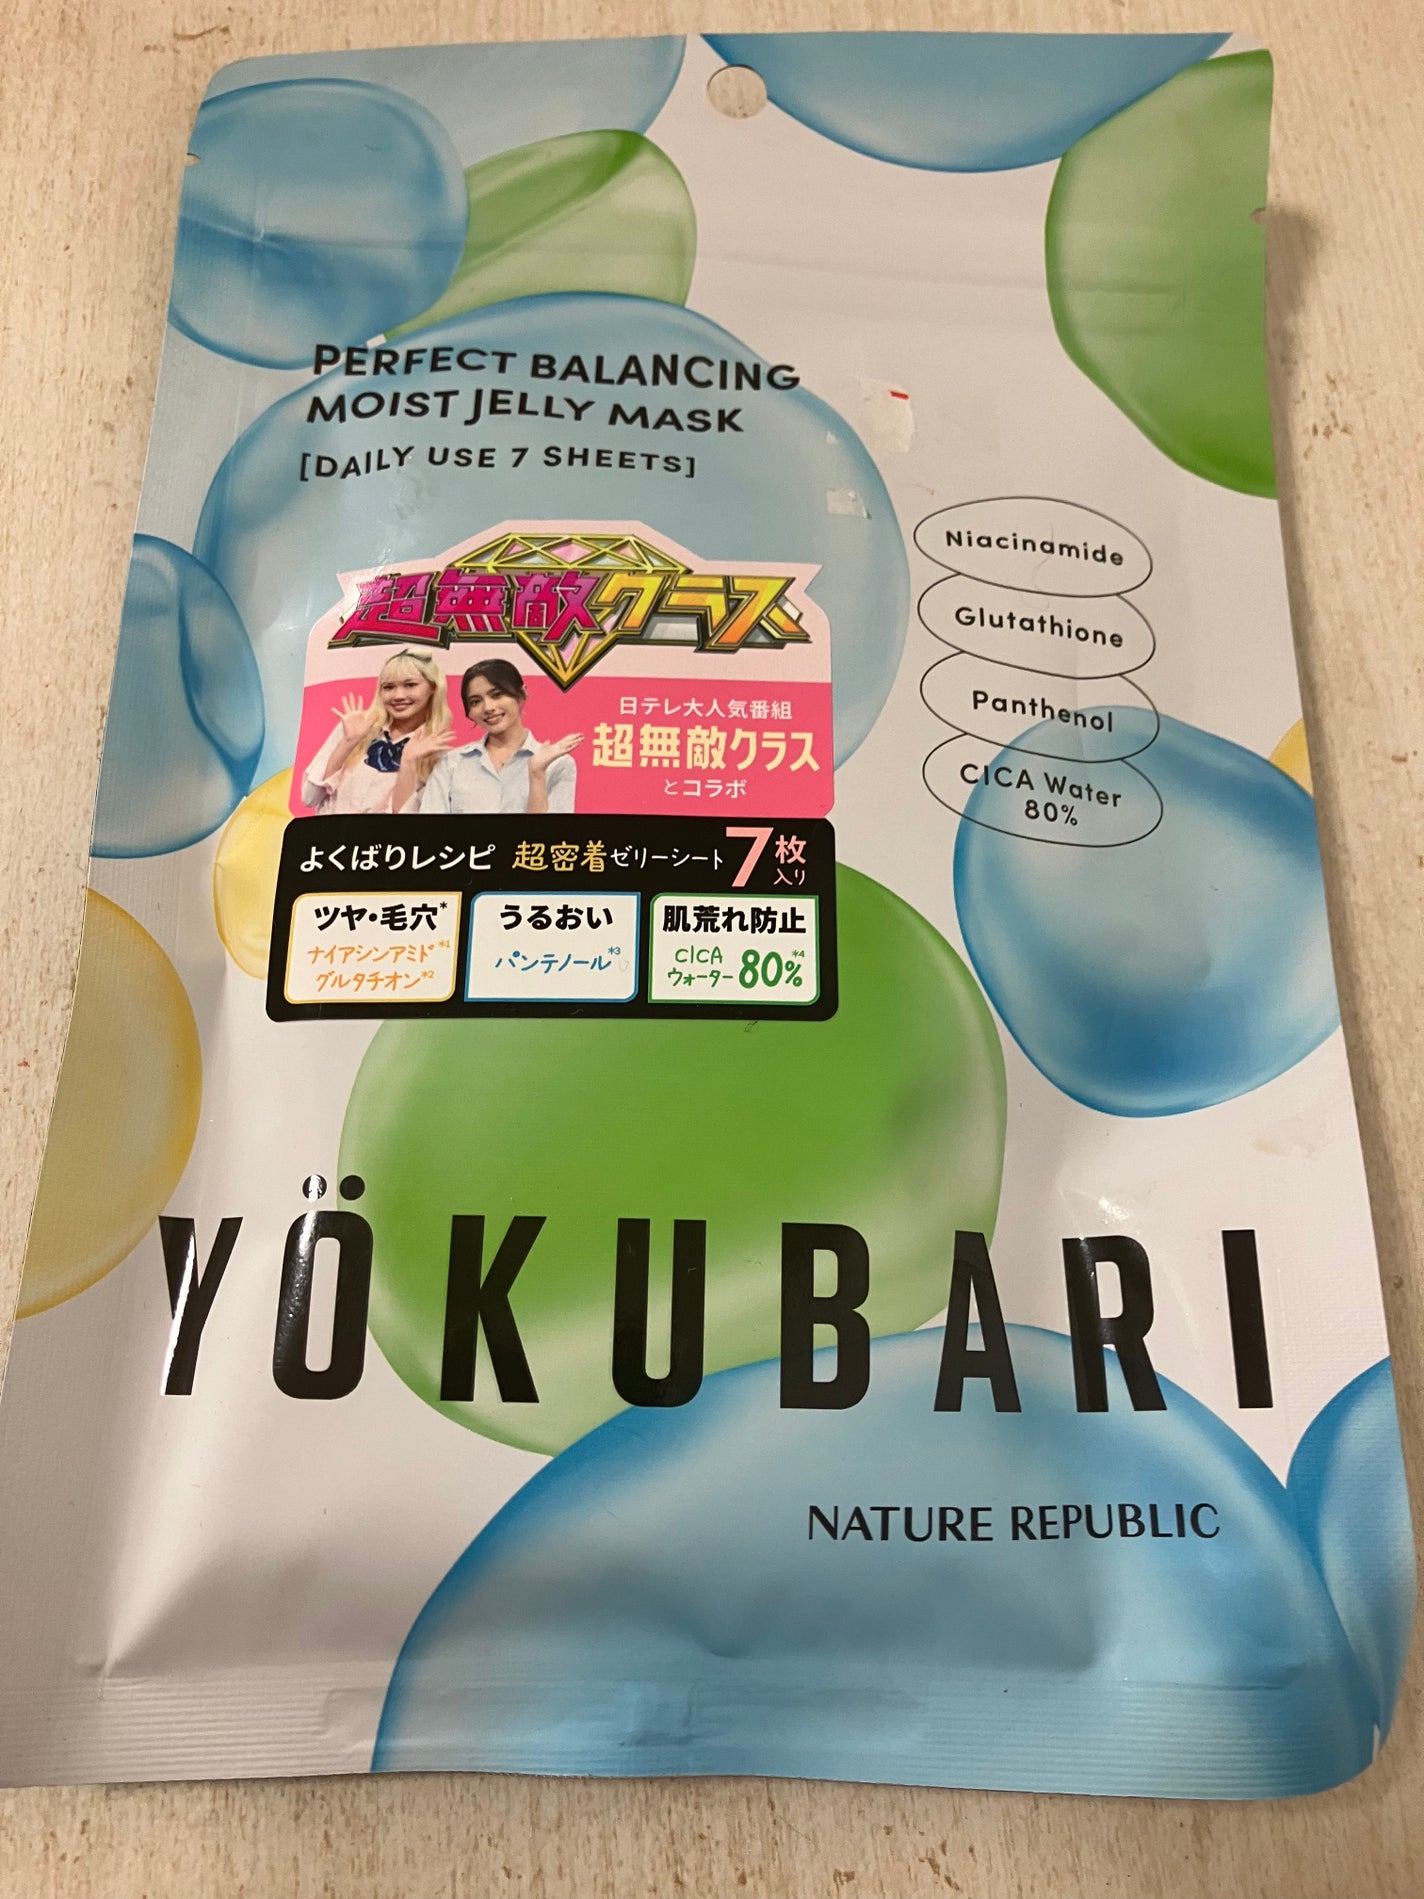 PERFECT BALANCING
MOIST JELLY MASK
[DAILY USE 7 SHEETS]
超無敵クラス
日テレ大人気番組
超無敵クラス
とコラボ
よくばりレシピ 超密着ゼリーシート7枚入り
ツヤ・毛穴*
ナイアシンアミド*1
グルタチオン*2
うるおい
パンテノール*3
肌荒れ防止
CICA
ウォーター80%*4
Niacinamide
Glutathione
Panthenol
CICA Water
80%
YÖKUBARI
NATURE REPUBLIC